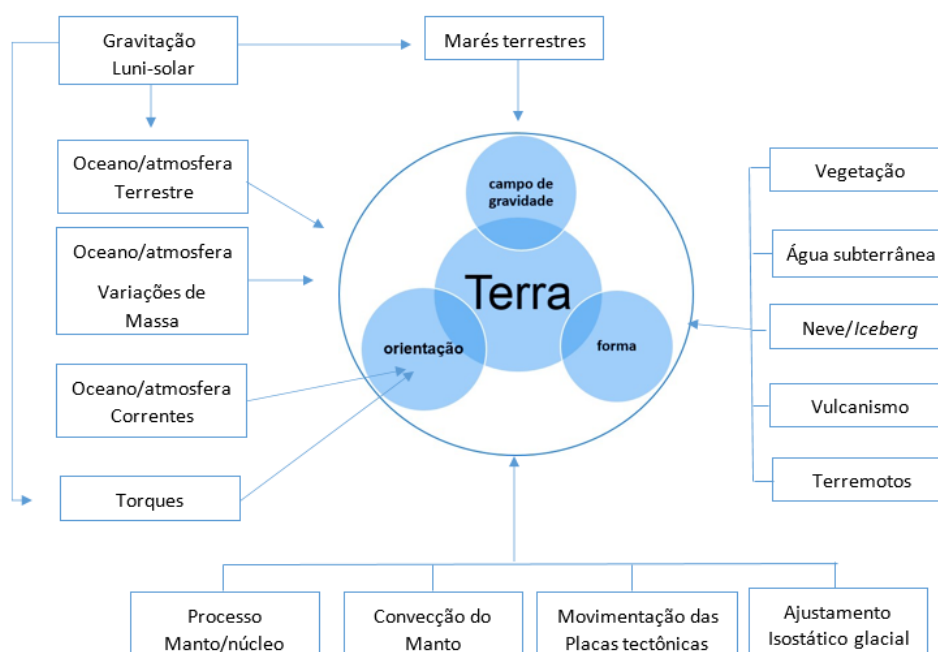 Gravitação
Luni-solar
Marés terrestres
Oceano/atmosfera
Terrestre
Oceano/atmosfera
Variações de
Massa
Oceano/atmosfera
Correntes
Torques
campo de
gravidade
Terra
orientação
forma
Vegetação
Água subterrânea
Neve/Iceberg
Vulcanismo
Terremotos
Processo
Manto/núcleo
Convecção do
Manto
Movimentação das
Placas tectônicas
Ajustamento
Isostático glacial